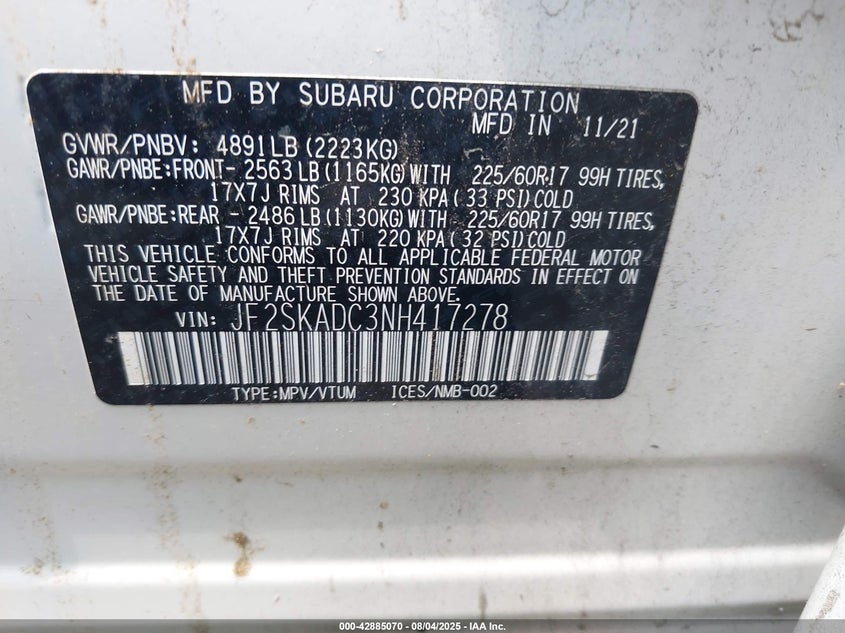 MFD BY SUBARU CORPORATION
MFD IN 11/21
GVWR/PNBV: 4891LB (2223KG)
GAWR/PNBE:FRONT- 2563LB (1165KG) WITH 225/60R17 99H TIRES,
17X7J RIMS AT 230 KPA ( 33 PSI) COLD
GAWR/PNBE:REAR - 2486LB (1130KG) WITH 225/60R17 99H TIRES,
17X7J RIMS AT 220 KPA ( 32 PSI) COLD
THIS VEHICLE CONFORMS TO ALL APPLICABLE FEDERAL MOTOR
VEHICLE SAFETY AND THEFT PREVENTION STANDARDS IN EFFECT ON
THE DATE OF MANUFACTURE SHOWN ABOVE.
VIN: JF2SKADC3NH417278
TYPE:MPV/VTUM ICES/NMB-002
000-42885070 - 08/04/2025 - IAA Inc.